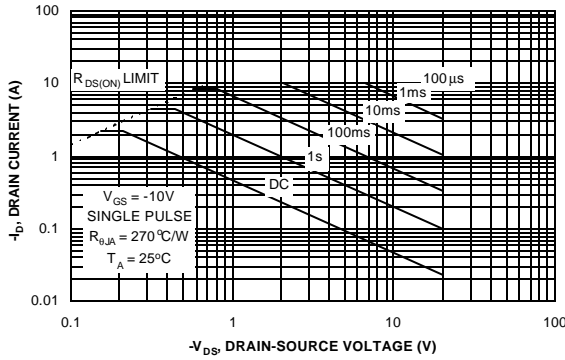 100
10
1
0.1
0.01
-I_D, DRAIN CURRENT (A)
R_DS(ON) LIMIT
100µs
1ms
10ms
100ms
1s
DC
V_GS = -10V
SINGLE PULSE
R_θJA = 270°C/W
T_A = 25°C
0.1 1 10 100
-V_DS, DRAIN-SOURCE VOLTAGE (V)